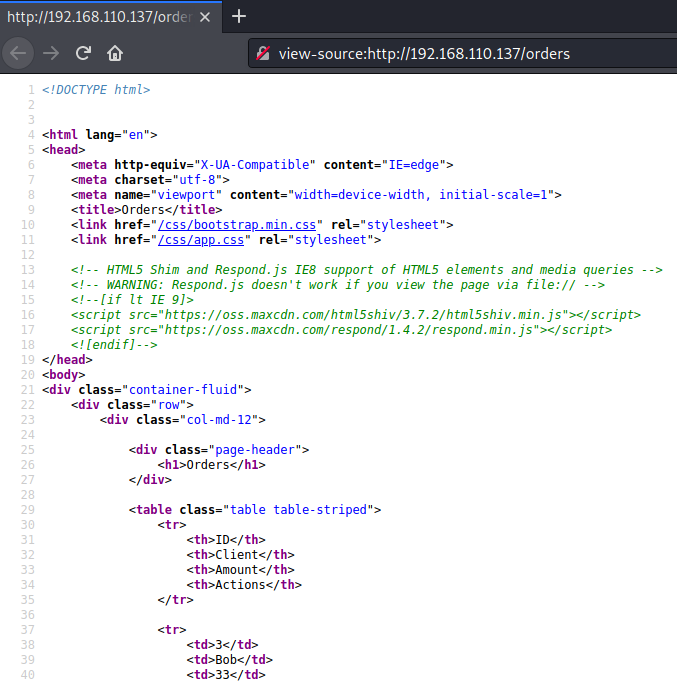 http://192.168.110.137/order
view-source:http://192.168.110.137/orders
1 <!DOCTYPE html>
2
3
4 <html lang="en">
5 <head>
6     <meta http-equiv="X-UA-Compatible" content="IE=edge">
7     <meta charset="utf-8">
8     <meta name="viewport" content="width=device-width, initial-scale=1">
9     <title>Orders</title>
10     <link href="/css/bootstrap.min.css" rel="stylesheet">
11     <link href="/css/app.css" rel="stylesheet">
12
13     <!-- HTML5 Shim and Respond.js IE8 support of HTML5 elements and media queries -->
14     <!-- WARNING: Respond.js doesn't work if you view the page via file:// -->
15     <!--[if lt IE 9]>
16     <script src="https://oss.maxcdn.com/html5shiv/3.7.2/html5shiv.min.js"></script>
17     <script src="https://oss.maxcdn.com/respond/1.4.2/respond.min.js"></script>
18     <![endif]-->
19 </head>
20 <body>
21 <div class="container-fluid">
22     <div class="row">
23         <div class="col-md-12">
24
25             <div class="page-header">
26                 <h1>Orders</h1>
27             </div>
28
29             <table class="table table-striped">
30                 <tr>
31                     <th>ID</th>
32                     <th>Client</th>
33                     <th>Amount</th>
34                     <th>Actions</th>
35                 </tr>
36
37                 <tr>
38                     <td>3</td>
39                     <td>Bob</td>
40                     <td>33</td>